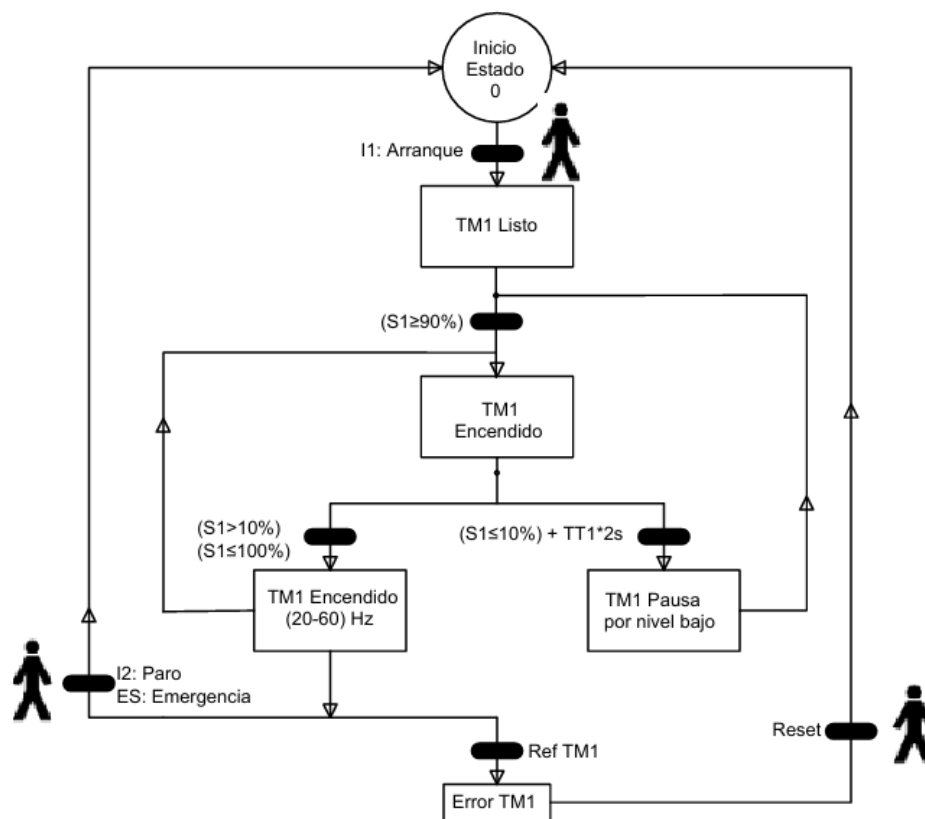 Inicio
Estado
0
I1: Arranque
TM1 Listo
(S1≥90%)
TM1
Encendido
(S1>10%)
(S1≤100%)
(S1≤10%) + TT1*2s
TM1 Encendido
(20-60) Hz
TM1 Pausa
por nivel bajo
I2: Paro
ES: Emergencia
Reset
Ref TM1
Error TM1